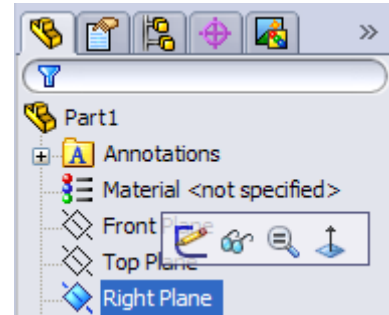 Part1
A Annotations
Material <not specified>
Front Plane
Top Plane
Right Plane